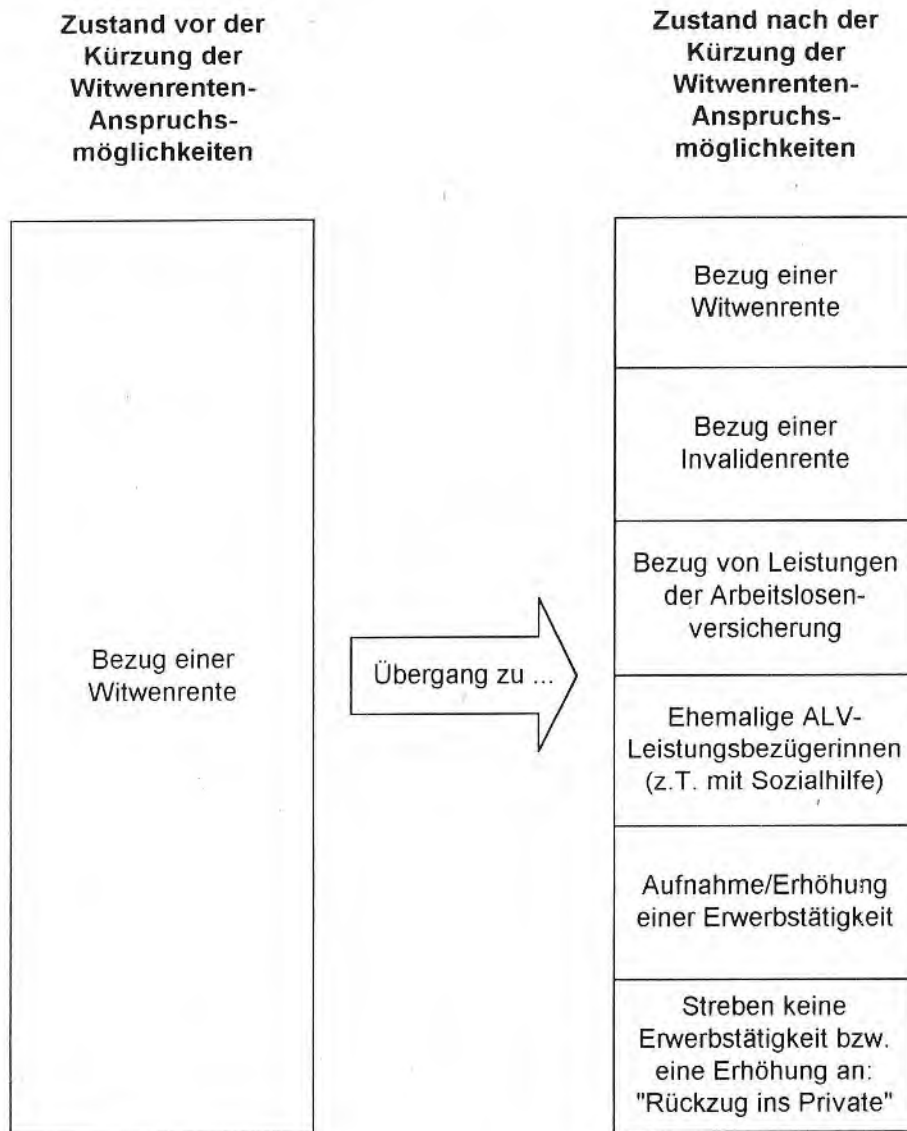 Zustand vor der
Kürzung der
Witwenrenten-
Anspruchs-
möglichkeiten
Zustand nach der
Kürzung der
Witwenrenten-
Anspruchs-
möglichkeiten
Bezug einer
Witwenrente
Übergang zu ...
Bezug einer
Witwenrente
Bezug einer
Invalidenrente
Bezug von Leistungen
der Arbeitslosen-
versicherung
Ehemalige ALV-
Leistungsbezügerinnen
(z.T. mit Sozialhilfe)
Aufnahme/Erhöhung
einer Erwerbstätigkeit
Streben keine
Erwerbstätigkeit bzw.
eine Erhöhung an:
"Rückzug ins Private"